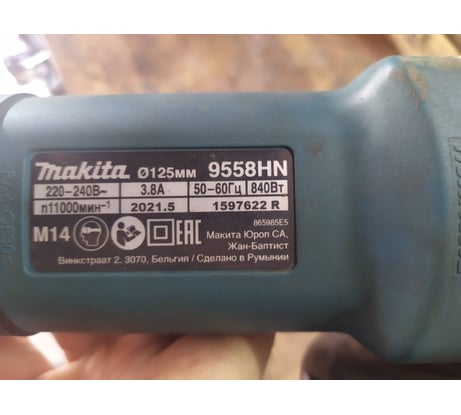 makita Ø125мм 9558HN
220-240В~ 3.8A 50-60Гц 840Вт
n11000мин⁻¹ 2021.5 1597622 R
865985E5
M14 EAC Макита Юроп СА,
Жан-Баптист
Винкстраат 2, 3070, Бельгия / Сделано в Румынии